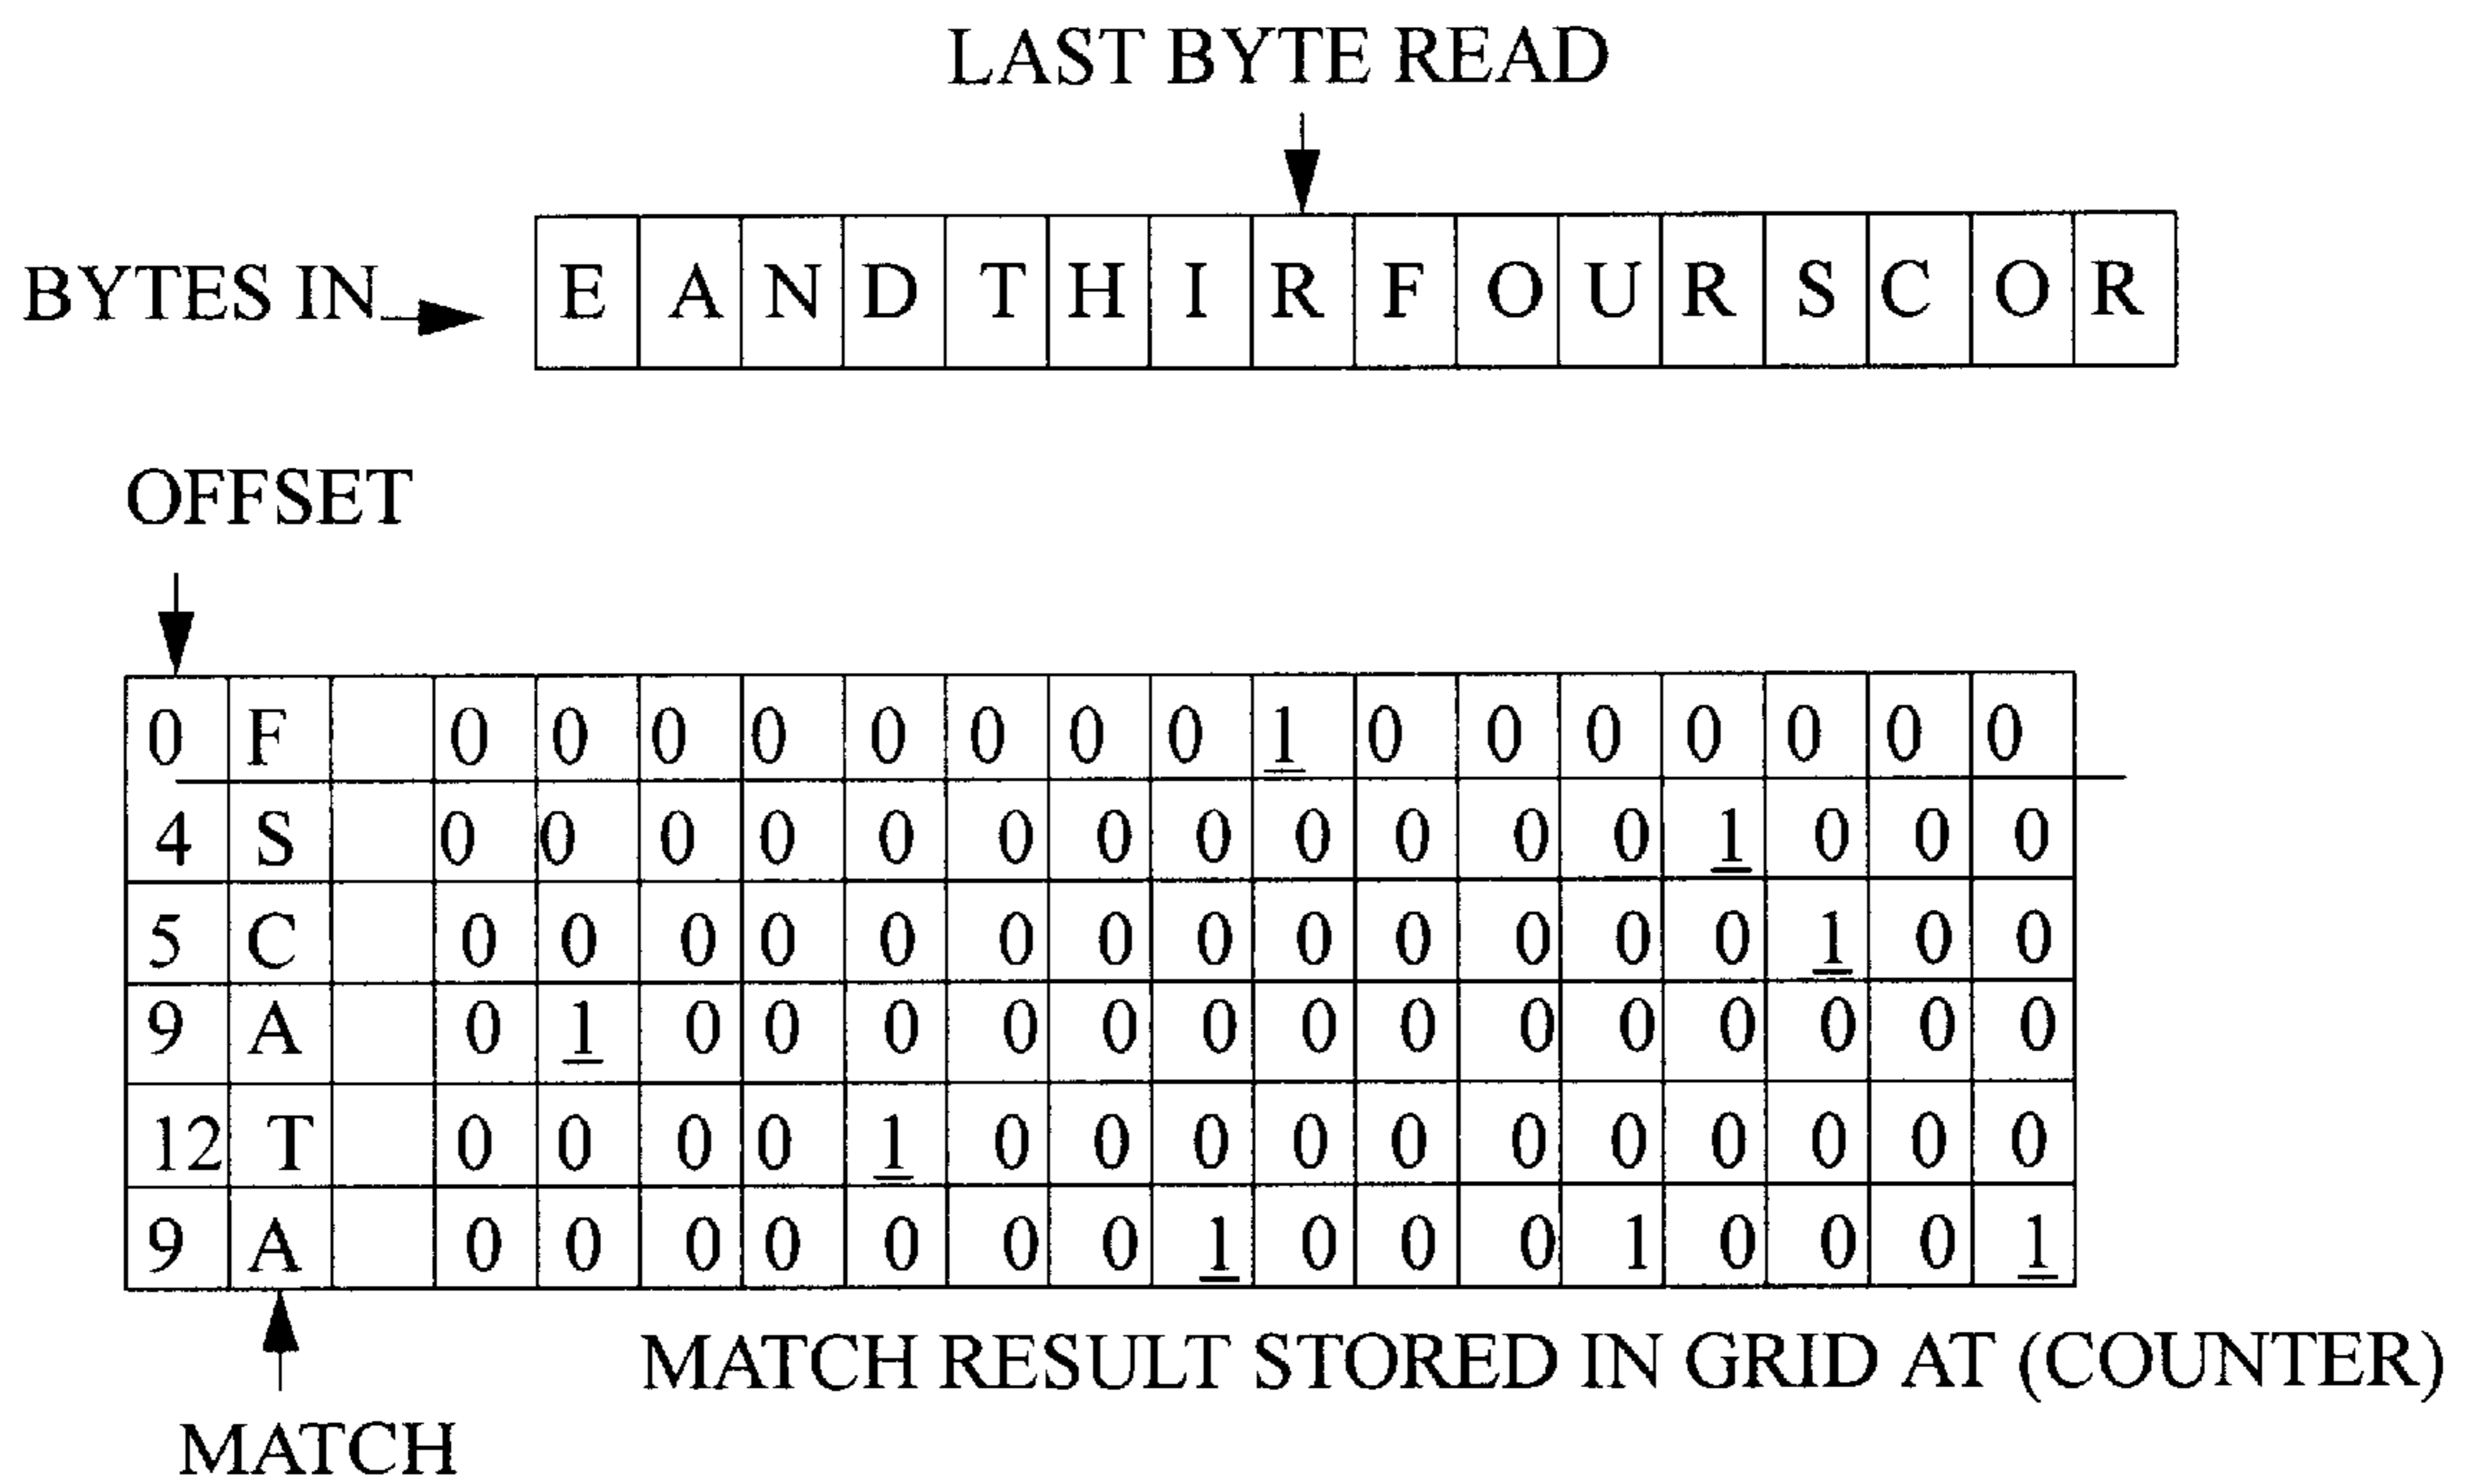 LAST BYTE READ
BYTES IN E A N D T H I R F O U R S C O R
OFFSET
0 F 0 0 0 0 0 0 0 0 1 0 0 0 0 0 0 0
4 S 0 0 0 0 0 0 0 0 0 0 0 0 1 0 0 0
5 C 0 0 0 0 0 0 0 0 0 0 0 0 0 1 0 0
9 A 0 1 0 0 0 0 0 0 0 0 0 0 0 0 0 0
12 T 0 0 0 0 1 0 0 0 0 0 0 0 0 0 0 0
9 A 0 0 0 0 0 0 0 1 0 0 0 1 0 0 0 1
MATCH RESULT STORED IN GRID AT (COUNTER)
MATCH